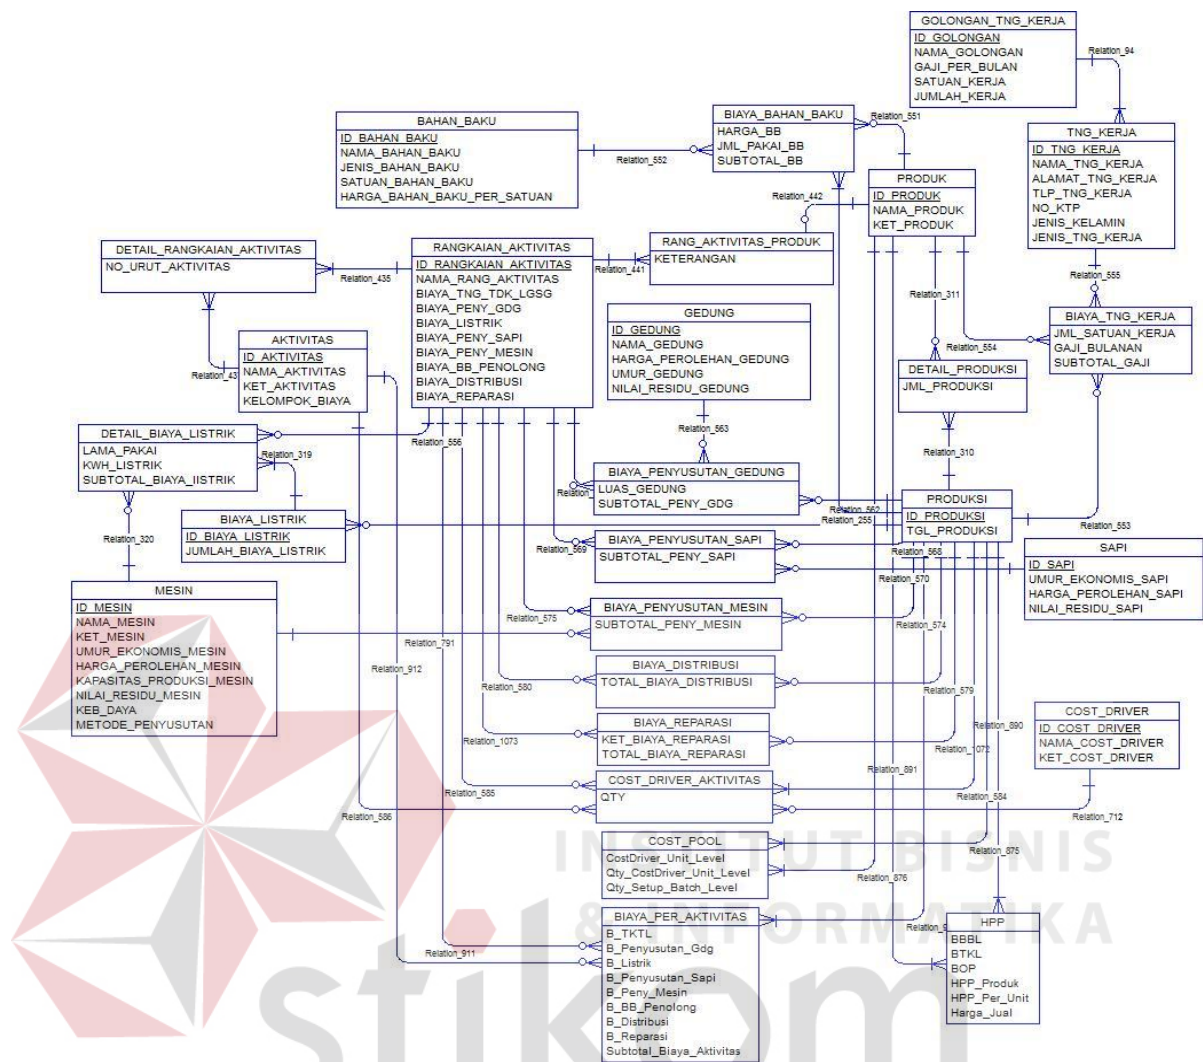 GOLONGAN_TNG_KERJA
ID_GOLONGAN
NAMA_GOLONGAN
GAJI_PER_BULAN
SATUAN_KERJA
JUMLAH_KERJA
Relation_94
BAHAN_BAKU
ID_BAHAN_BAKU
NAMA_BAHAN_BAKU
JENIS_BAHAN_BAKU
SATUAN_BAHAN_BAKU
HARGA_BAHAN_BAKU_PER_SATUAN
Relation_552
BIAYA_BAHAN_BAKU
HARGA_BB
JML_PAKAI_BB
SUBTOTAL_BB
Relation_551
TNG_KERJA
ID_TNG_KERJA
NAMA_TNG_KERJA
ALAMAT_TNG_KERJA
TLP_TNG_KERJA
NO_KTP
JENIS_KELAMIN
JENIS_TNG_KERJA
PRODUK
ID_PRODUK
NAMA_PRODUK
KET_PRODUK
Relation_442
DETAIL_RANGKAIAN_AKTIVITAS
NO_URUT_AKTIVITAS
Relation_435
RANGKAIAN_AKTIVITAS
ID_RANGKAIAN_AKTIVITAS
NAMA_RANG_AKTIVITAS
BIAYA_TNG_TDK_LGSG
BIAYA_PENY_GDG
BIAYA_LISTRIK
BIAYA_PENY_SAPI
BIAYA_PENY_MESIN
BIAYA_BB_PENOLONG
BIAYA_DISTRIBUSI
BIAYA_REPARASI
RANG_AKTIVITAS_PRODUK
KETERANGAN
Relation_441
Relation_555
Relation_311
GEDUNG
ID_GEDUNG
NAMA_GEDUNG
HARGA_PEROLEHAN_GEDUNG
UMUR_GEDUNG
NILAI_RESIDU_GEDUNG
BIAYA_TNG_KERJA
JML_SATUAN_KERJA
GAJI_BULANAN
SUBTOTAL_GAJI
Relation_554
AKTIVITAS
ID_AKTIVITAS
NAMA_AKTIVITAS
KET_AKTIVITAS
KELOMPOK_BIAYA
Relation_43
DETAIL_PRODUKSI
JML_PRODUKSI
DETAIL_BIAYA_LISTRIK
LAMA_PAKAI
KWH_LISTRIK
SUBTOTAL_BIAYA_lISTRIK
Relation_319
Relation_556
Relation_563
Relation_310
BIAYA_PENYUSUTAN_GEDUNG
LUAS_GEDUNG
SUBTOTAL_PENY_GDG
Relation_
Relation_562
BIAYA_LISTRIK
ID_BIAYA_LISTRIK
JUMLAH_BIAYA_LISTRIK
Relation_255
PRODUKSI
ID_PRODUKSI
TGL_PRODUKSI
Relation_553
Relation_320
BIAYA_PENYUSUTAN_SAPI
SUBTOTAL_PENY_SAPI
Relation_569
Relation_568
Relation_570
SAPI
ID_SAPI
UMUR_EKONOMIS_SAPI
HARGA_PEROLEHAN_SAPI
NILAI_RESIDU_SAPI
MESIN
ID_MESIN
NAMA_MESIN
KET_MESIN
UMUR_EKONOMIS_MESIN
HARGA_PEROLEHAN_MESIN
KAPASITAS_PRODUKSI_MESIN
NILAI_RESIDU_MESIN
KEB_DAYA
METODE_PENYUSUTAN
BIAYA_PENYUSUTAN_MESIN
SUBTOTAL_PENY_MESIN
Relation_575
Relation_574
Relation_791
Relation_912
BIAYA_DISTRIBUSI
TOTAL_BIAYA_DISTRIBUSI
Relation_580
Relation_579
BIAYA_REPARASI
KET_BIAYA_REPARASI
TOTAL_BIAYA_REPARASI
Relation_1073
Relation_1072
Relation_890
COST_DRIVER
ID_COST_DRIVER
NAMA_COST_DRIVER
KET_COST_DRIVER
COST_DRIVER_AKTIVITAS
QTY
Relation_585
Relation_891
Relation_584
Relation_586
Relation_712
COST_POOL
CostDriver_Unit_Level
Qty_CostDriver_Unit_Level
Qty_Setup_Batch_Level
Relation_875
Relation_876
INSTITUT BISNIS
& INFORMATIKA
BIAYA_PER_AKTIVITAS
B_TKTL
B_Penyusutan_Gdg
B_Listrik
B_Penyusutan_Sapi
B_Peny_Mesin
B_BB_Penolong
B_Distribusi
B_Reparasi
Subtotal_Biaya_Aktivitas
Relation_911
Relation_9
HPP
BBBL
BTKL
BOP
HPP_Produk
HPP_Per_Unit
Harga_Jual
stikom